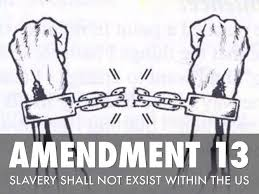 AMENDMENT 13
SLAVERY SHALL NOT EXSIST WITHIN THE US